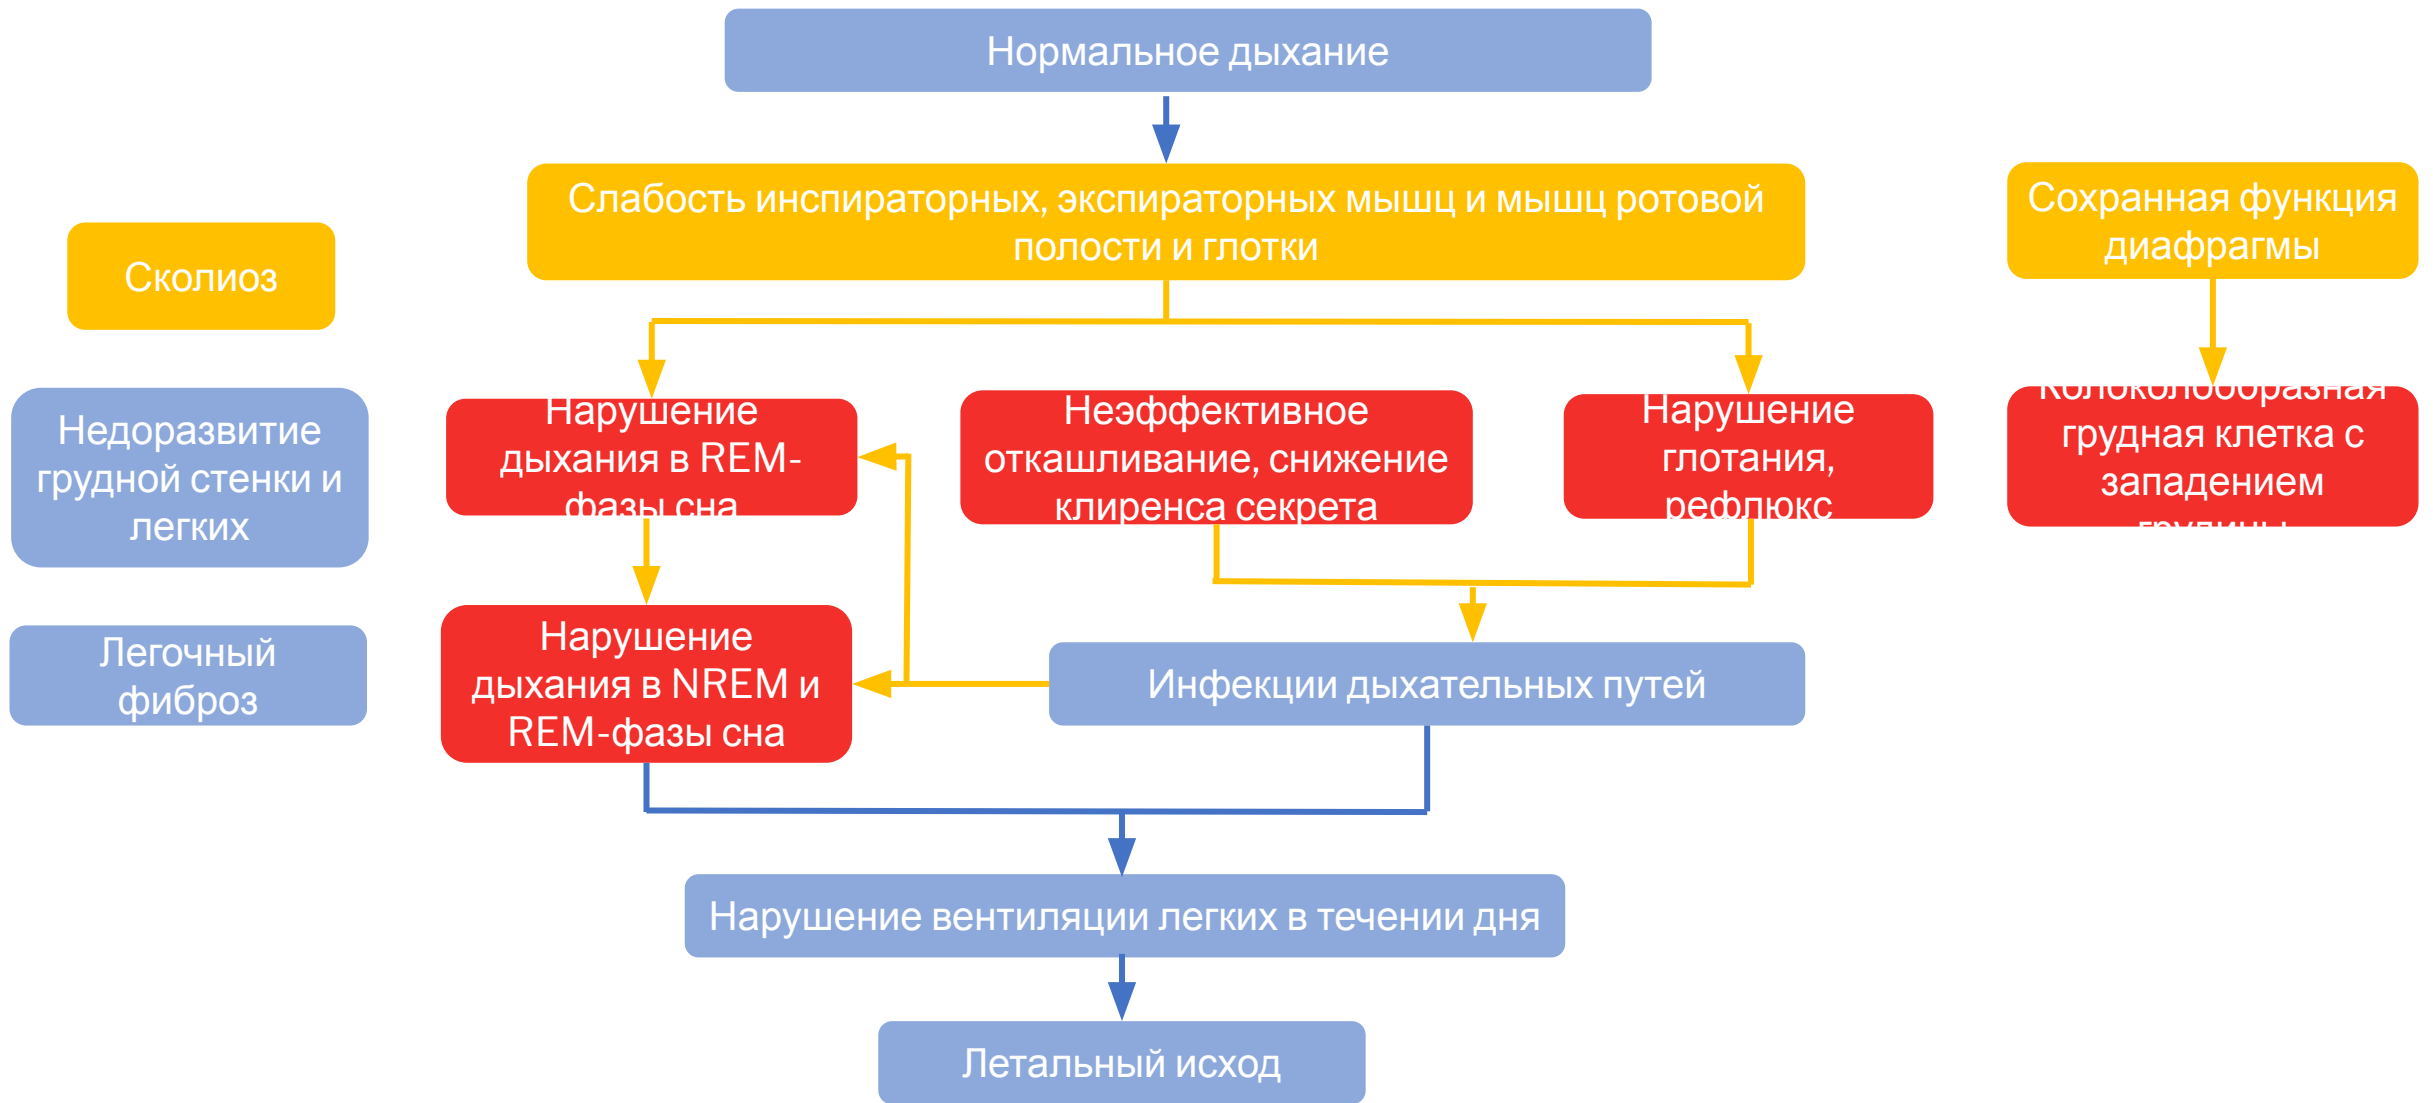 Нормальное дыхание
Слабость инспираторных, экспираторных мышц и мышц ротовой
полости и глотки
Сохранная функция
диафрагмы
Сколиоз
Недоразвитие
грудной стенки и
легких
Нарушение
дыхания в REM-
фазы сна
Неэффективное
откашливание, снижение
клиренса секрета
Нарушение
глотания,
рефлюкс
Колоколообразная
грудная клетка с
западением
грудины
Легочный
фиброз
Нарушение
дыхания в NREM и
REM-фазы сна
Инфекции дыхательных путей
Нарушение вентиляции легких в течении дня
Летальный исход